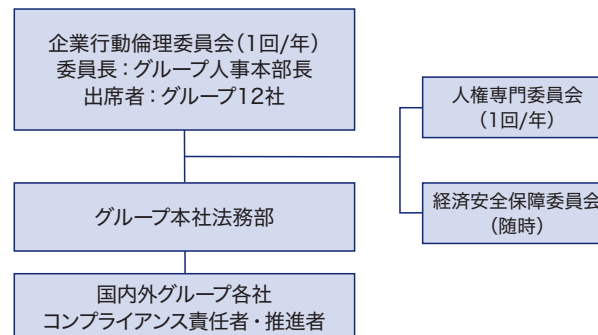 企業行動倫理委員会(1回/年)
委員長：グループ人事本部長
出席者：グループ12社
人権専門委員会
(1回/年)
経済安全保障委員会
(随時)
グループ本社法務部
国内外グループ各社
コンプライアンス責任者・推進者